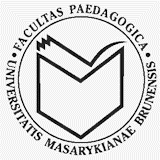 · FACULTAS PAEDAGOGICA ·
UNIVERSITATIS MASARYKIANAE BRUNENSIS